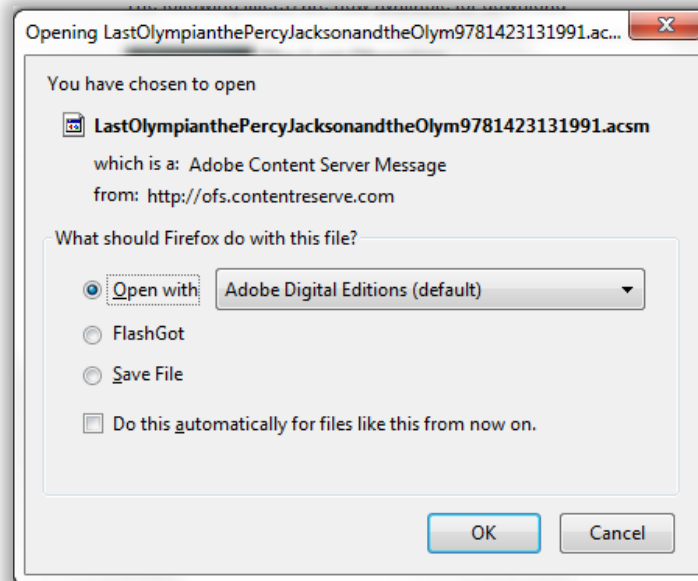 Opening LastOlympianthePercyJacksonandtheOlym9781423131991.ac...
You have chosen to open
LastOlympianthePercyJacksonandtheOlym9781423131991.acsm
which is a: Adobe Content Server Message
from: http://ofs.contentreserve.com
What should Firefox do with this file?
Open with Adobe Digital Editions (default)
FlashGot
Save File
Do this automatically for files like this from now on.
OK Cancel